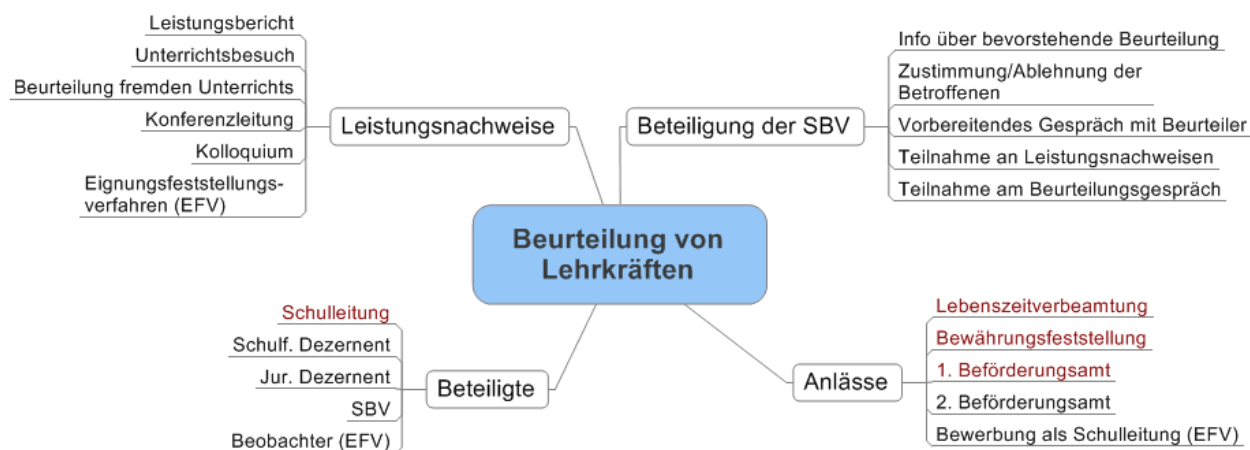 Leistungsbericht
Unterrichtsbesuch
Beurteilung fremden Unterrichts
Konferenzleitung
Kolloquium
Eignungsfeststellungs-
verfahren (EFV)
Leistungsnachweise
Beteiligung der SBV
Info über bevorstehende Beurteilung
Zustimmung/Ablehnung der
Betroffenen
Vorbereitendes Gespräch mit Beurteiler
Teilnahme an Leistungsnachweisen
Teilnahme am Beurteilungsgespräch
Beurteilung von
Lehrkräften
Schulleitung
Schulf. Dezernent
Jur. Dezernent
SBV
Beobachter (EFV)
Beteiligte
Anlässe
Lebenszeitverbeamtung
Bewährungsfeststellung
1. Beförderungsamt
2. Beförderungsamt
Bewerbung als Schulleitung (EFV)